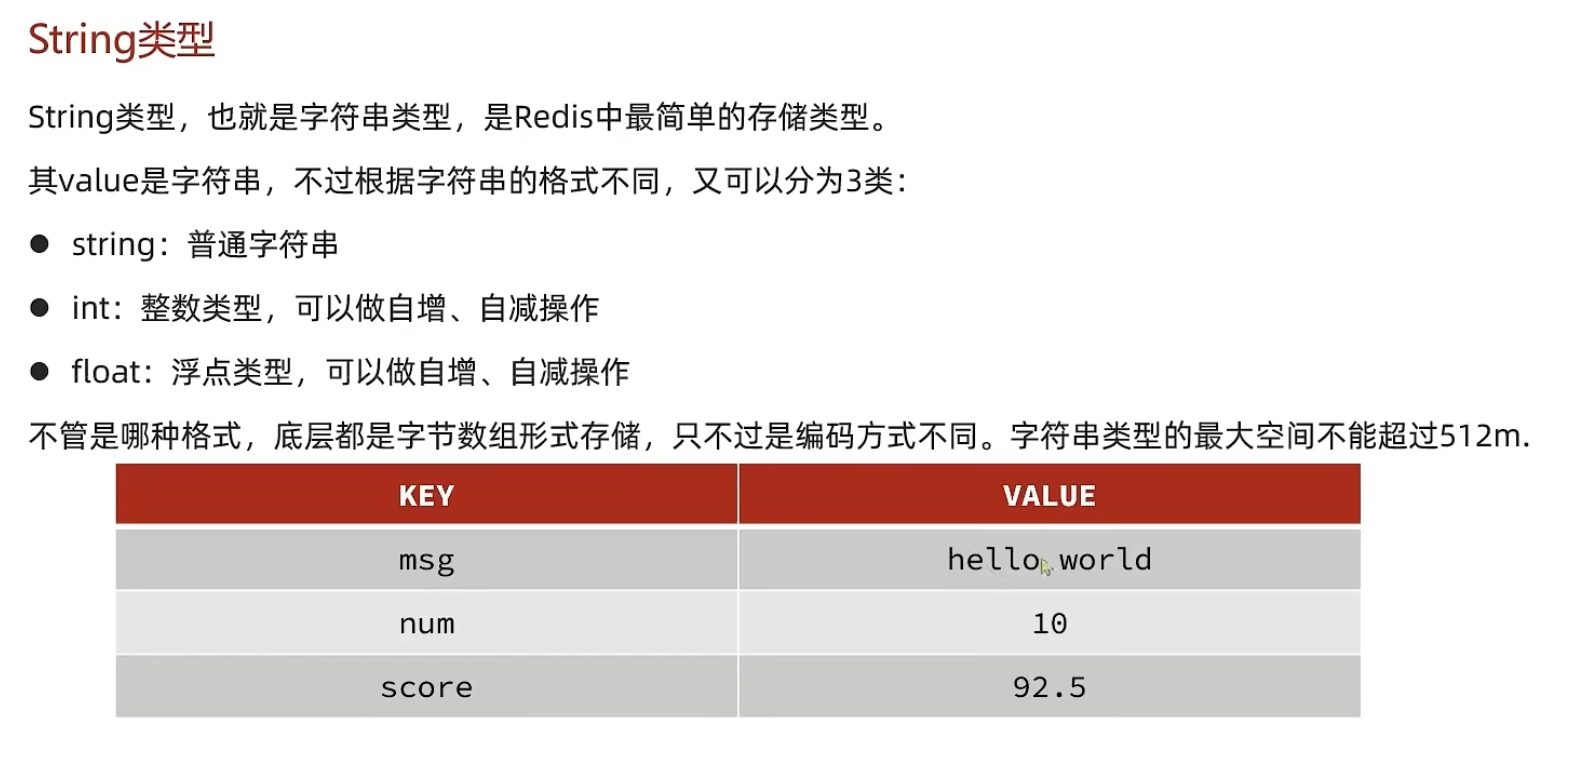 String类型
String类型，也就是字符串类型，是Redis中最简单的存储类型。
其value是字符串，不过根据字符串的格式不同，又可以分为3类：
● string：普通字符串
● int：整数类型，可以做自增、自减操作
● float：浮点类型，可以做自增、自减操作
不管是哪种格式，底层都是字节数组形式存储，只不过是编码方式不同。字符串类型的最大空间不能超过512m.
KEY VALUE
msg hello world
num 10
score 92.5